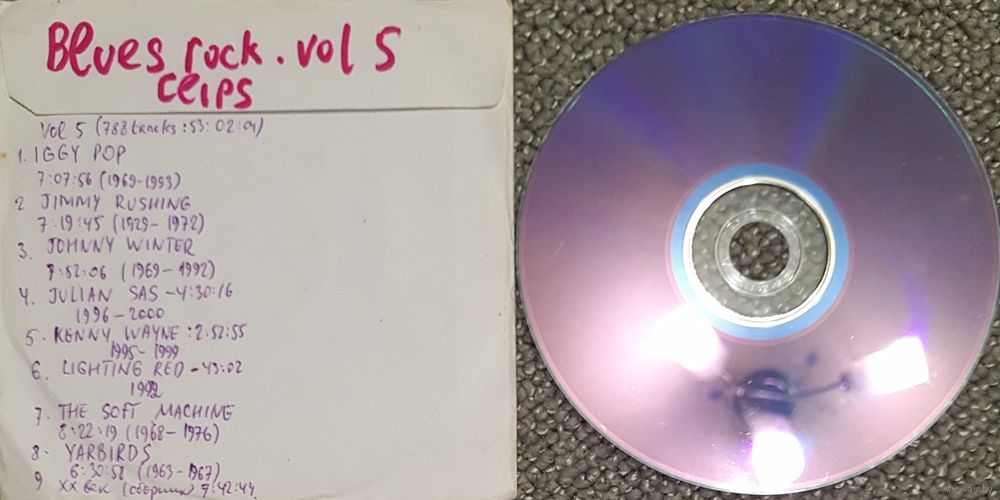 Blues rock. vol 5
clips
Vol 5 (788 tracks: 53:02:04)
1. IGGY POP
7:07:56 (1969-1993)
2 JIMMY RUSHING
7:19:45 (1929-1972)
3. JOHNNY WINTER
7:52:06 (1969-1992)
4. JULIAN SAS -4:30:16
1996-2000
5. KENNY WAYNE :2:52:55
1995-1999
6. LIGHTING RED -43:02
1992
7. THE SOFT MACHINE
8:22:19 (1968-1976)
8. YARBIRDS
6:30:58 (1963-1967)
9 XX век (сборник) 7:42:44
www.ay.by